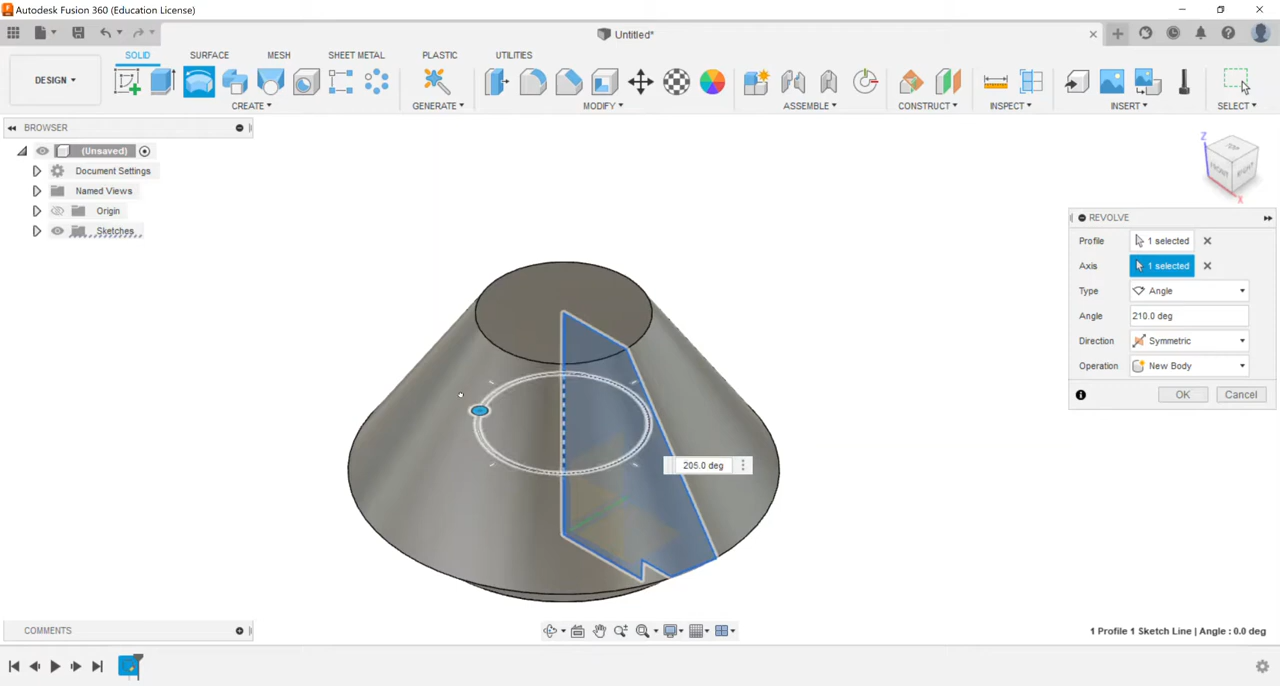 Autodesk Fusion 360 (Education License)
Untitled*
DESIGN
SOLID SURFACE MESH SHEET METAL PLASTIC UTILITIES
CREATE GENERATE MODIFY ASSEMBLE CONSTRUCT INSPECT INSERT SELECT
BROWSER
(Unsaved)
Document Settings
Named Views
Origin
Sketches
TOP
FRONT
RIGHT
Z
X
REVOLVE
Profile 1 selected
Axis 1 selected
Type Angle
Angle 210.0 deg
Direction Symmetric
Operation New Body
OK Cancel
205.0 deg
COMMENTS
1 Profile 1 Sketch Line | Angle : 0.0 deg